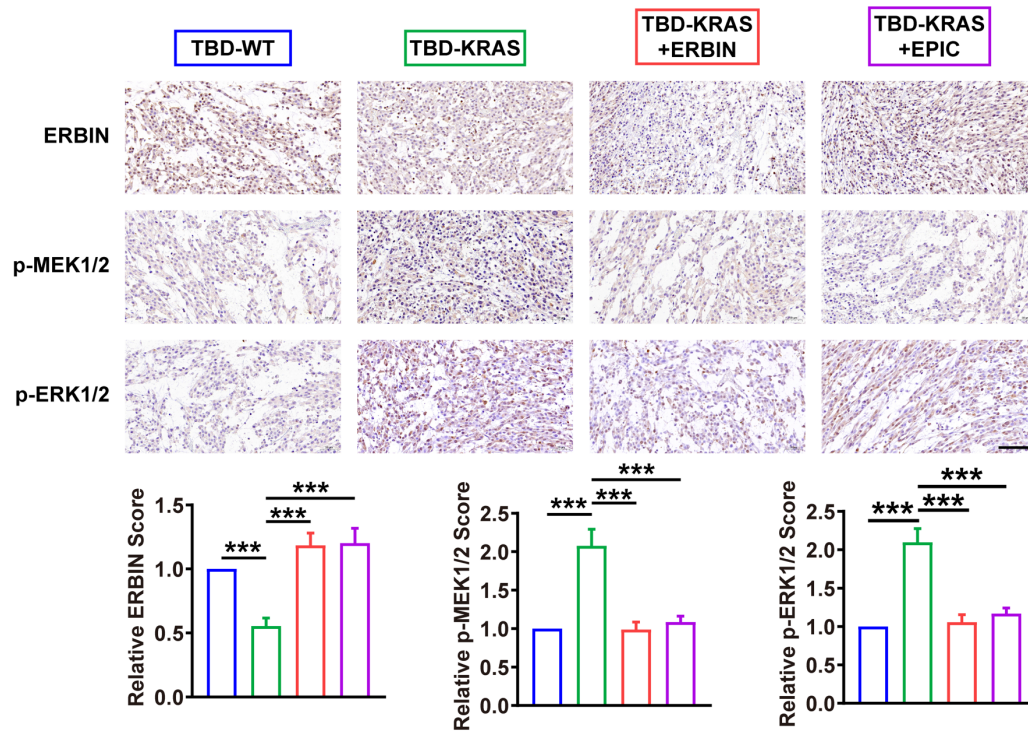 TBD-WT
TBD-KRAS
TBD-KRAS
+ERBIN
TBD-KRAS
+EPIC
ERBIN
p-MEK1/2
p-ERK1/2
Relative ERBIN Score
1.5
1.0
0.5
0.0
***
***
***
Relative p-MEK1/2 Score
2.5
2.0
1.5
1.0
0.5
0.0
***
***
***
Relative p-ERK1/2 Score
2.5
2.0
1.5
1.0
0.5
0.0
***
***
***